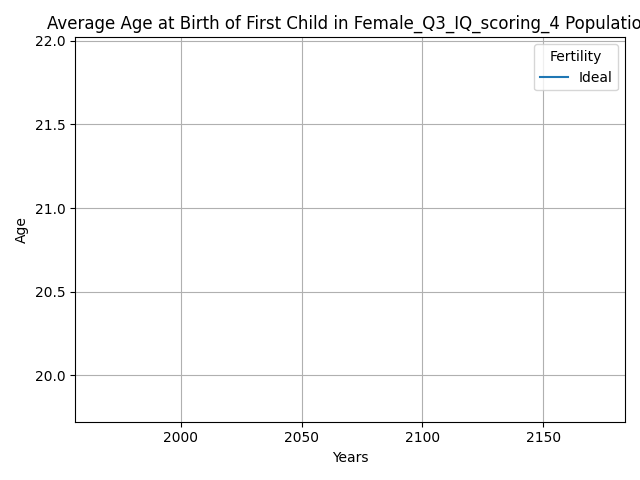 Average Age at Birth of First Child in Female_Q3_IQ_scoring_4 Populatio
22.0
Fertility
Ideal
21.5
21.0
Age
20.5
20.0
2000 2050 2100 2150
Years